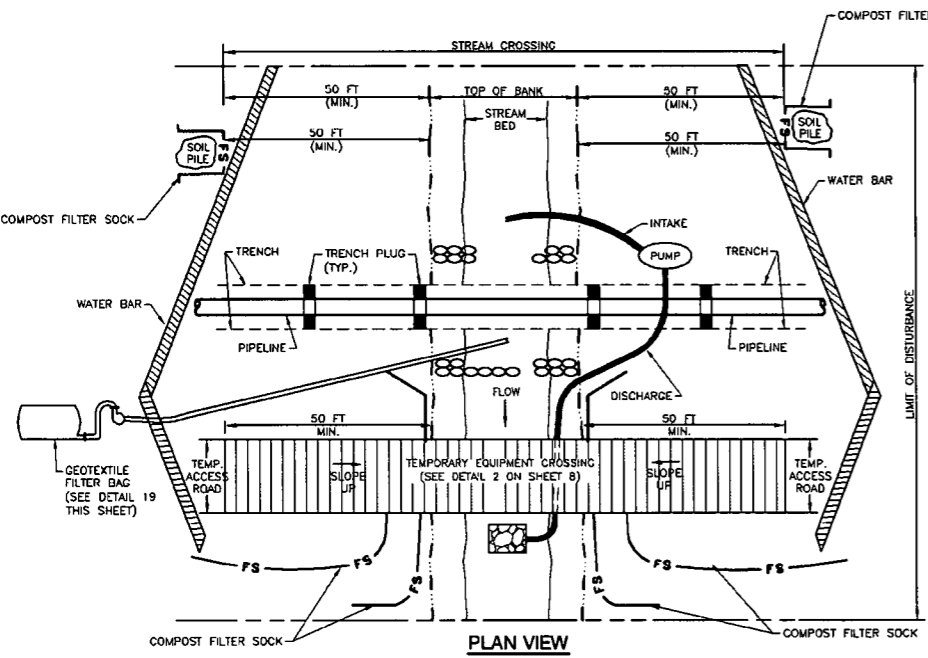 COMPOST FILTE
STREAM CROSSING
50 FT
(MIN.)
TOP OF BANK
50 FT
(MIN.)
STREAM
BED
50 FT
(MIN.)
50 FT
(MIN.)
SOIL
PILE
FS
FS
SOIL
PILE
COMPOST FILTER SOCK
WATER BAR
INTAKE
TRENCH
TRENCH PLUG
(TYP.)
PUMP
TRENCH
WATER BAR
PIPELINE
PIPELINE
LIMIT OF DISTURBANCE
FLOW
DISCHARGE
50 FT
MIN.
50 FT
MIN.
GEOTEXTILE
FILTER BAG
(SEE DETAIL 19
THIS SHEET)
TEMP.
ACCESS
ROAD
SLOPE
UP
TEMPORARY EQUIPMENT CROSSING
(SEE DETAIL 2 ON SHEET 8)
SLOPE
UP
TEMP.
ACCESS
ROAD
FS
FS
FS
FS
FS
FS
COMPOST FILTER SOCK
PLAN VIEW
COMPOST FILTER SOCK